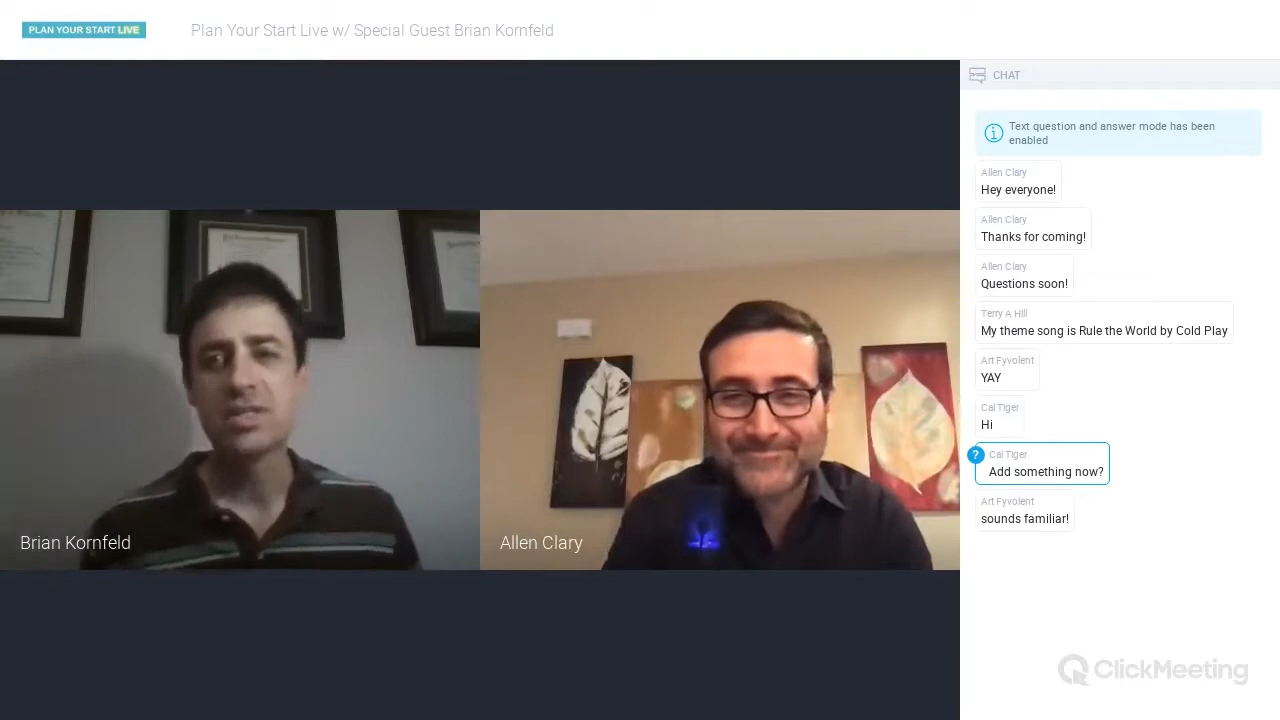 PLAN YOUR START LIVE
Plan Your Start Live w/ Special Guest Brian Kornfeld
CHAT
Text question and answer mode has been
enabled
Allen Clary
Hey everyone!
Allen Clary
Thanks for coming!
Allen Clary
Questions soon!
Terry A Hill
My theme song is Rule the World by Cold Play
Art Fyvolent
YAY
Cal Tiger
Hi
?
Cal Tiger
Add something now?
Art Fyvolent
sounds familiar!
Brian Kornfeld
Allen Clary
ClickMeeting